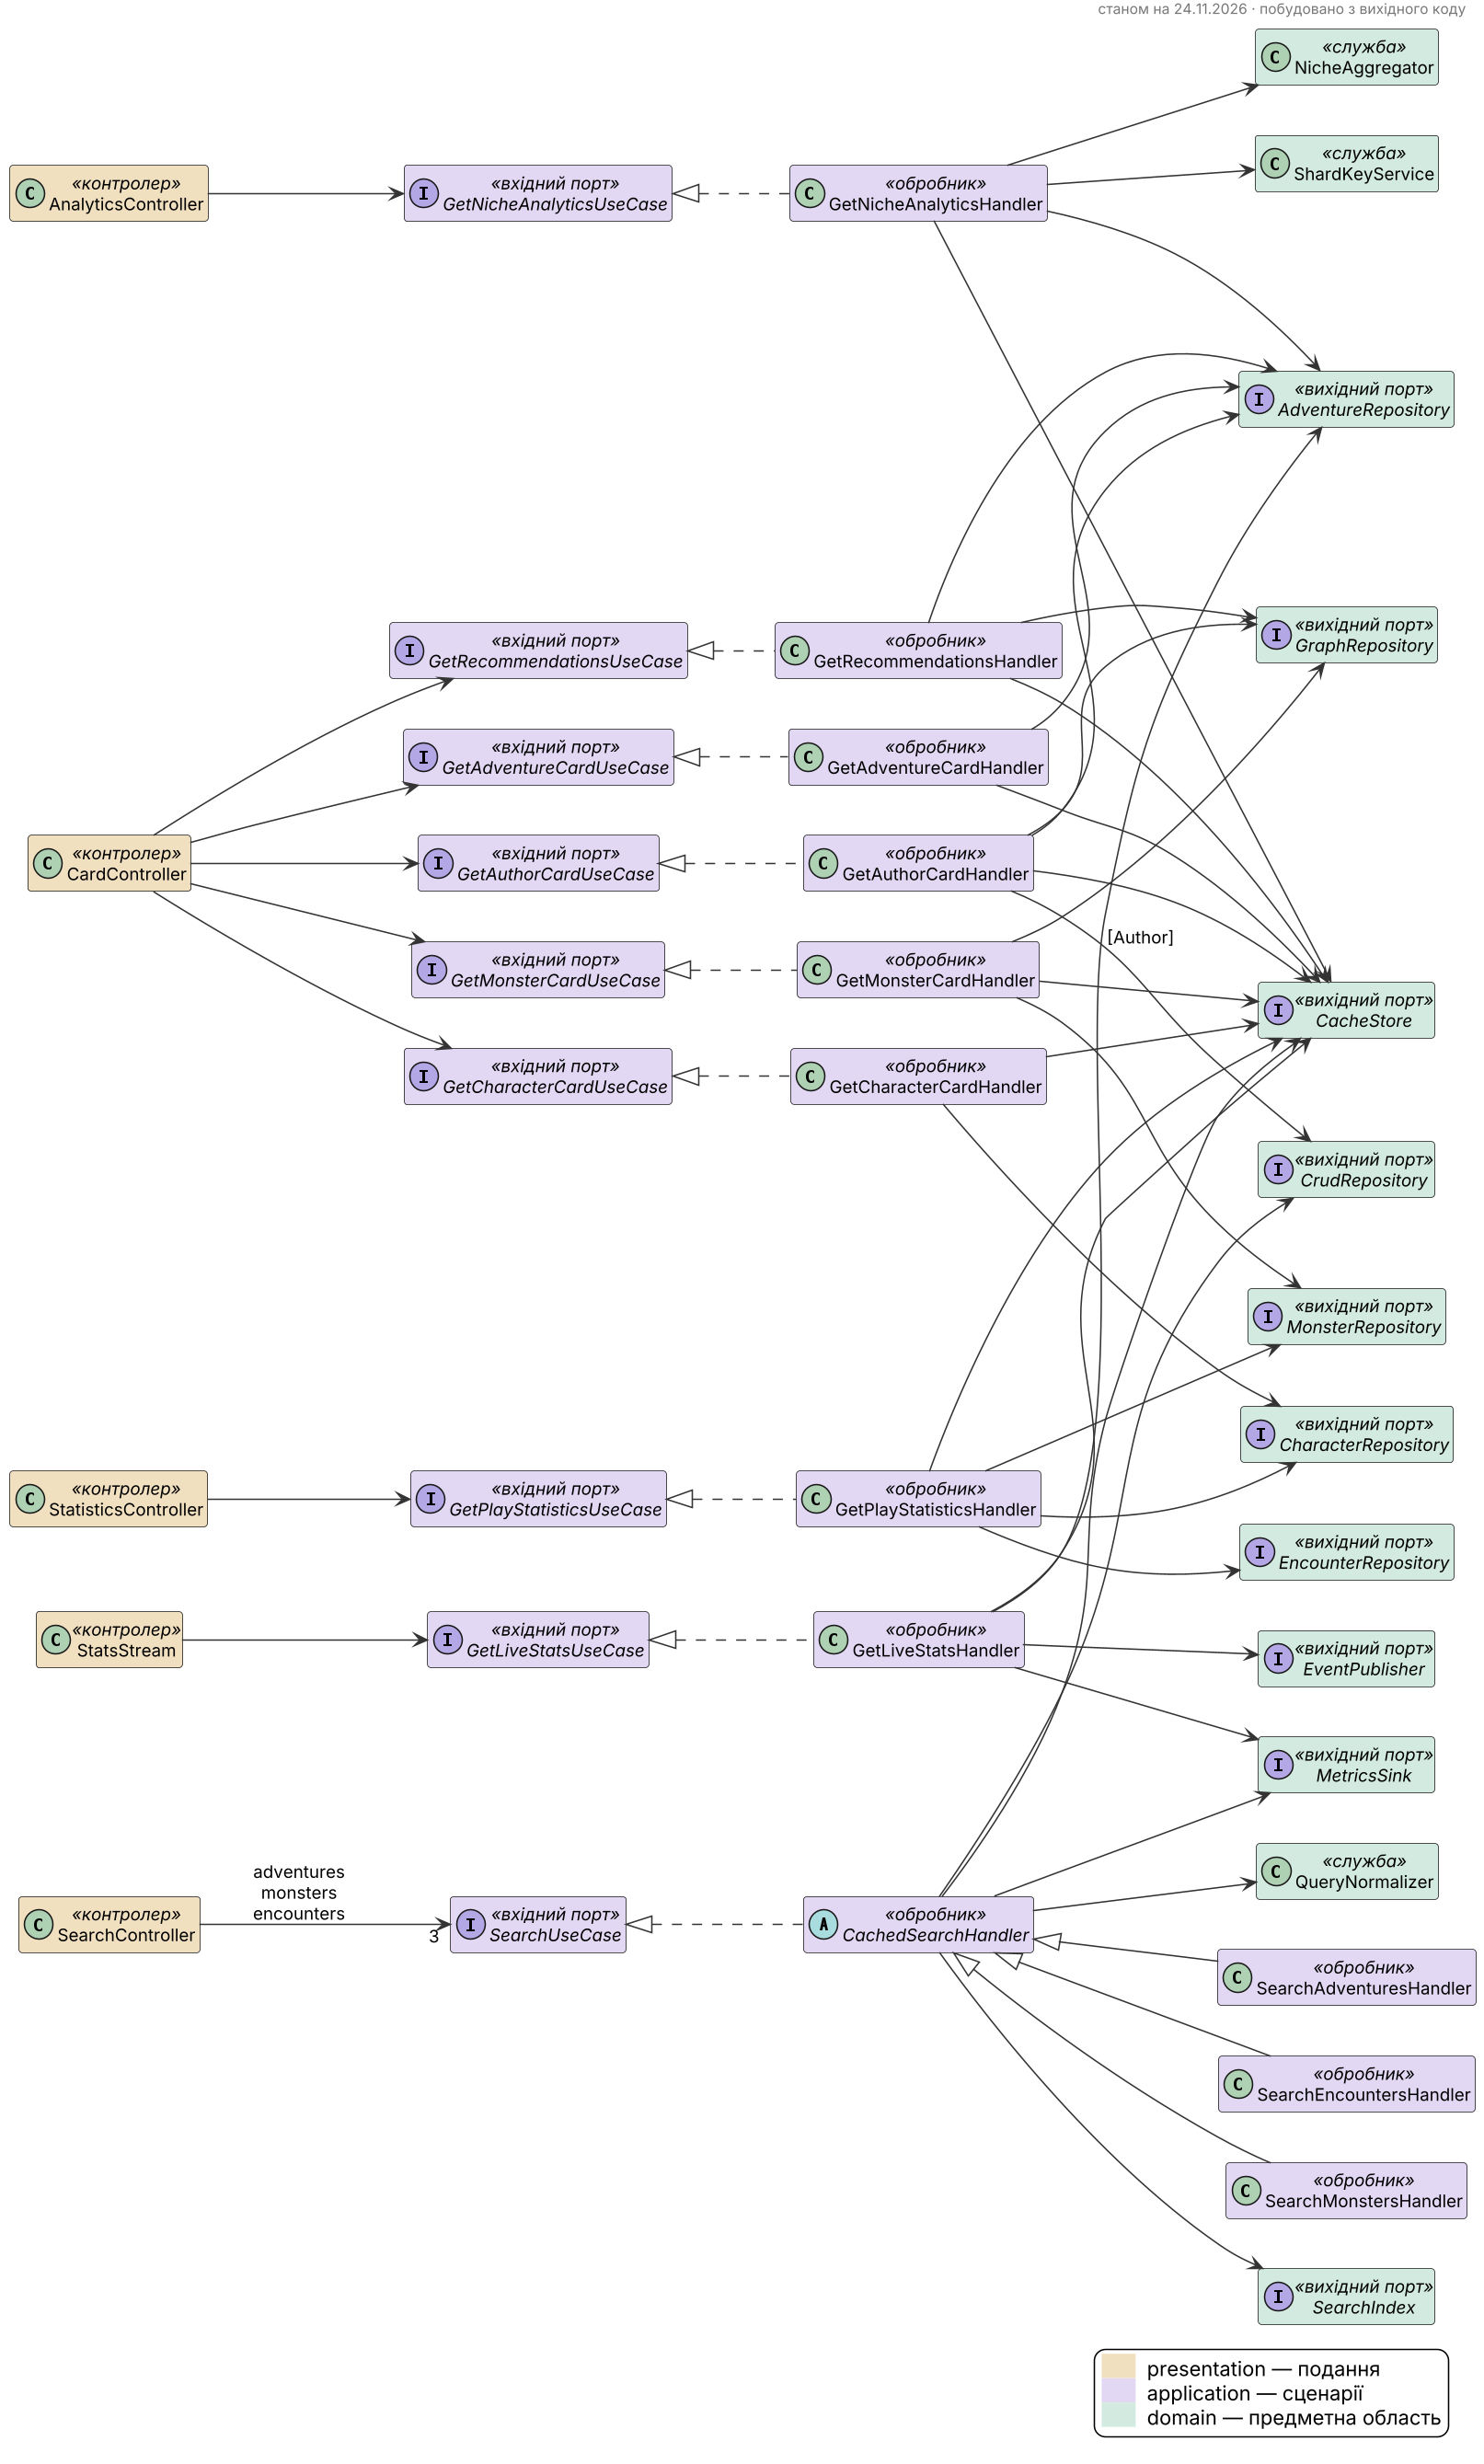 станом на 24.11.2026 · побудовано з вихідного коду
«служба»
NicheAggregator
«служба»
ShardKeyService
«контролер»
AnalyticsController
«вхідний порт»
GetNicheAnalyticsUseCase
«обробник»
GetNicheAnalyticsHandler
«вихідний порт»
AdventureRepository
«вхідний порт»
GetRecommendationsUseCase
«обробник»
GetRecommendationsHandler
«вихідний порт»
GraphRepository
«вхідний порт»
GetAdventureCardUseCase
«обробник»
GetAdventureCardHandler
«контролер»
CardController
«вхідний порт»
GetAuthorCardUseCase
«обробник»
GetAuthorCardHandler
[Author]
«вхідний порт»
GetMonsterCardUseCase
«обробник»
GetMonsterCardHandler
«вихідний порт»
CacheStore
«вхідний порт»
GetCharacterCardUseCase
«обробник»
GetCharacterCardHandler
«вихідний порт»
CrudRepository
«вихідний порт»
MonsterRepository
«вихідний порт»
CharacterRepository
«контролер»
StatisticsController
«вхідний порт»
GetPlayStatisticsUseCase
«обробник»
GetPlayStatisticsHandler
«вихідний порт»
EncounterRepository
«контролер»
StatsStream
«вхідний порт»
GetLiveStatsUseCase
«обробник»
GetLiveStatsHandler
«вихідний порт»
EventPublisher
«вихідний порт»
MetricsSink
«служба»
QueryNormalizer
adventures
monsters
encounters
3
«контролер»
SearchController
«вхідний порт»
SearchUseCase
«обробник»
CachedSearchHandler
«обробник»
SearchAdventuresHandler
«обробник»
SearchEncountersHandler
«обробник»
SearchMonstersHandler
«вихідний порт»
SearchIndex
presentation — подання
application — сценарії
domain — предметна область